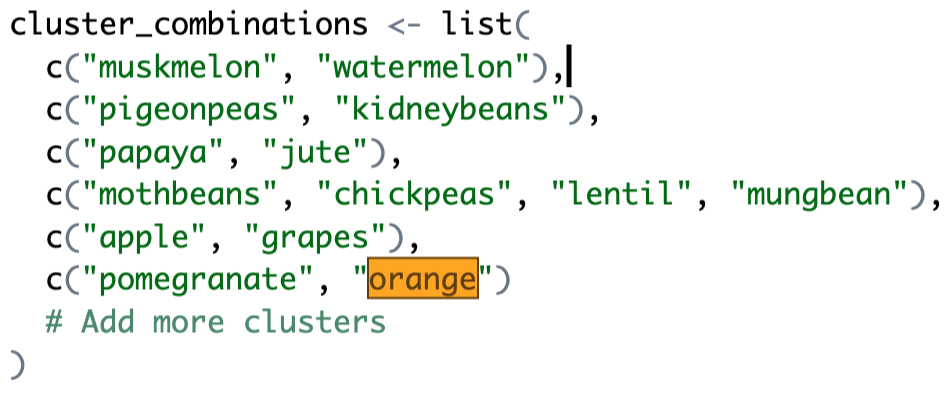 cluster_combinations <- list(
  c("muskmelon", "watermelon"),
  c("pigeonpeas", "kidneybeans"),
  c("papaya", "jute"),
  c("mothbeans", "chickpeas", "lentil", "mungbean"),
  c("apple", "grapes"),
  c("pomegranate", "orange")
  # Add more clusters
)